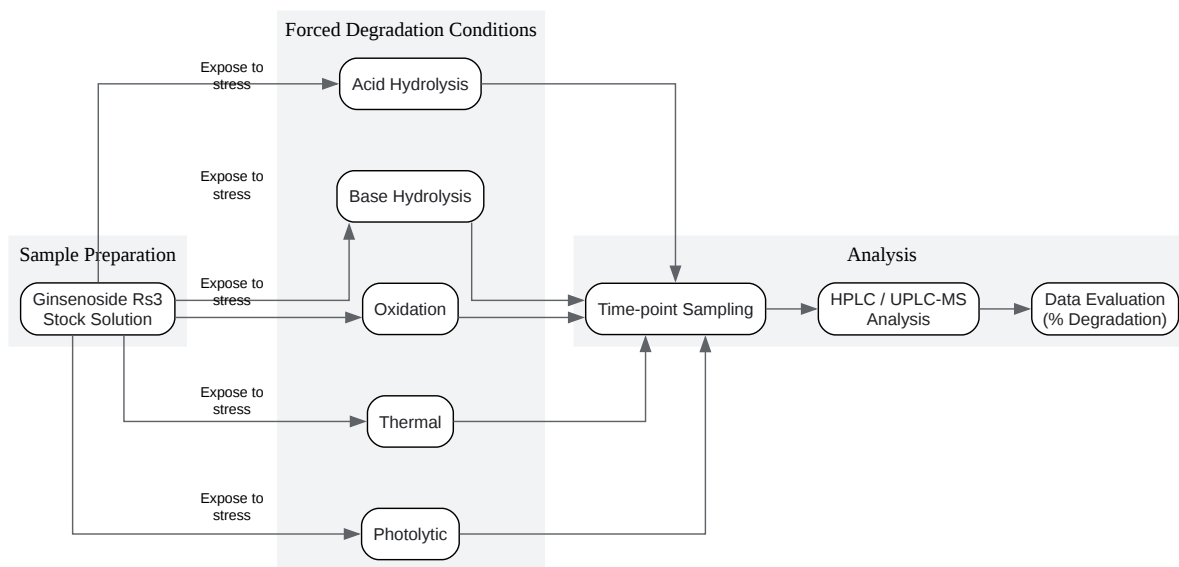 Forced Degradation Conditions
Expose to
stress
Acid Hydrolysis
Expose to
stress
Base Hydrolysis
Sample Preparation
Analysis
Ginsenoside Rs3
Stock Solution
Expose to
stress
Oxidation
Time-point Sampling
HPLC / UPLC-MS
Analysis
Data Evaluation
(% Degradation)
Expose to
stress
Thermal
Expose to
stress
Photolytic